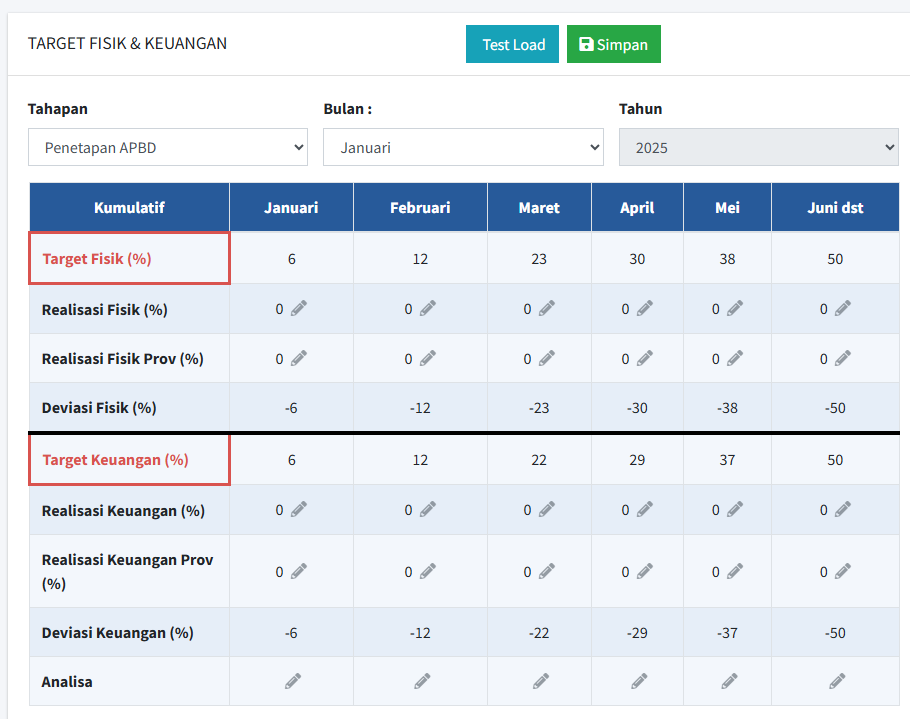 TARGET FISIK & KEUANGAN
Test Load
Simpan
Tahapan Bulan : Tahun
Penetapan APBD Januari 2025
Kumulatif Januari Februari Maret April Mei Juni dst
Target Fisik (%) 6 12 23 30 38 50
Realisasi Fisik (%) 0 0 0 0 0 0
Realisasi Fisik Prov (%) 0 0 0 0 0 0
Deviasi Fisik (%) -6 -12 -23 -30 -38 -50
Target Keuangan (%) 6 12 22 29 37 50
Realisasi Keuangan (%) 0 0 0 0 0 0
Realisasi Keuangan Prov
(%) 0 0 0 0 0 0
Deviasi Keuangan (%) -6 -12 -22 -29 -37 -50
Analisa